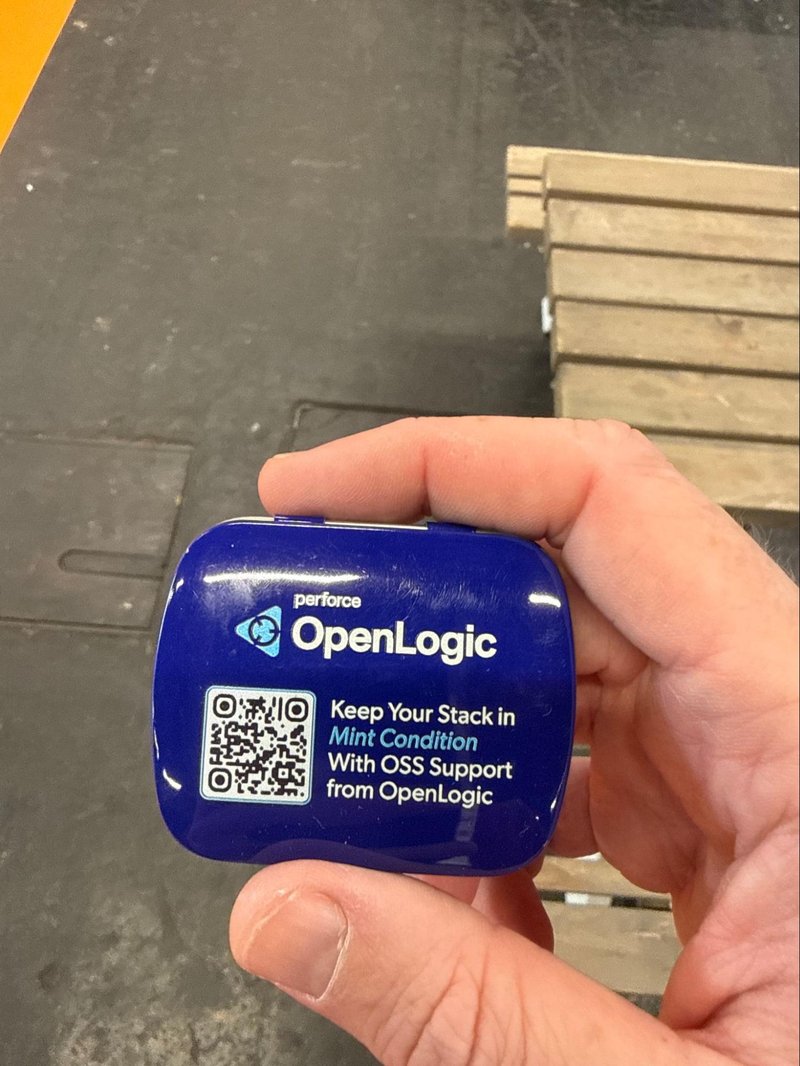 perforce
OpenLogic
Keep Your Stack in
Mint Condition
With OSS Support
from OpenLogic